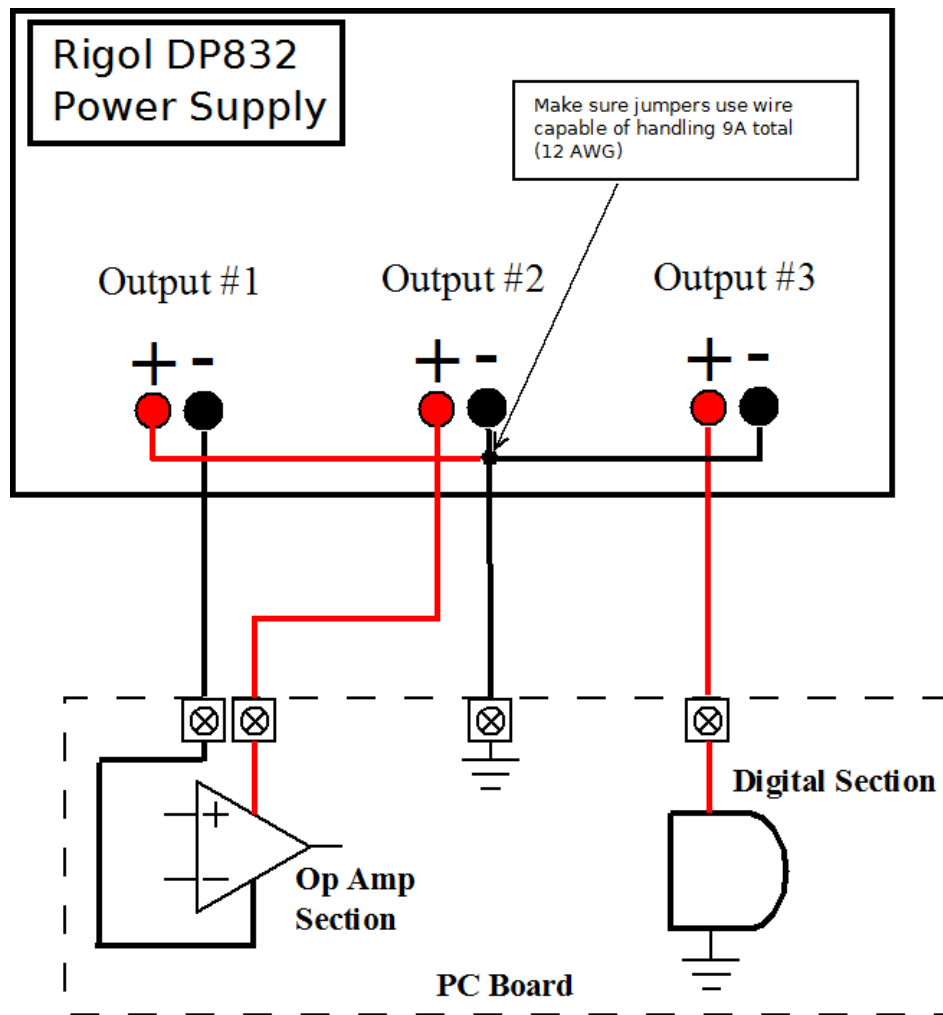 Rigol DP832
Power Supply
Make sure jumpers use wire
capable of handling 9A total
(12 AWG)
Output #1
Output #2
Output #3
+ -
+ -
+ -
Digital Section
+
-
Op Amp
Section
PC Board